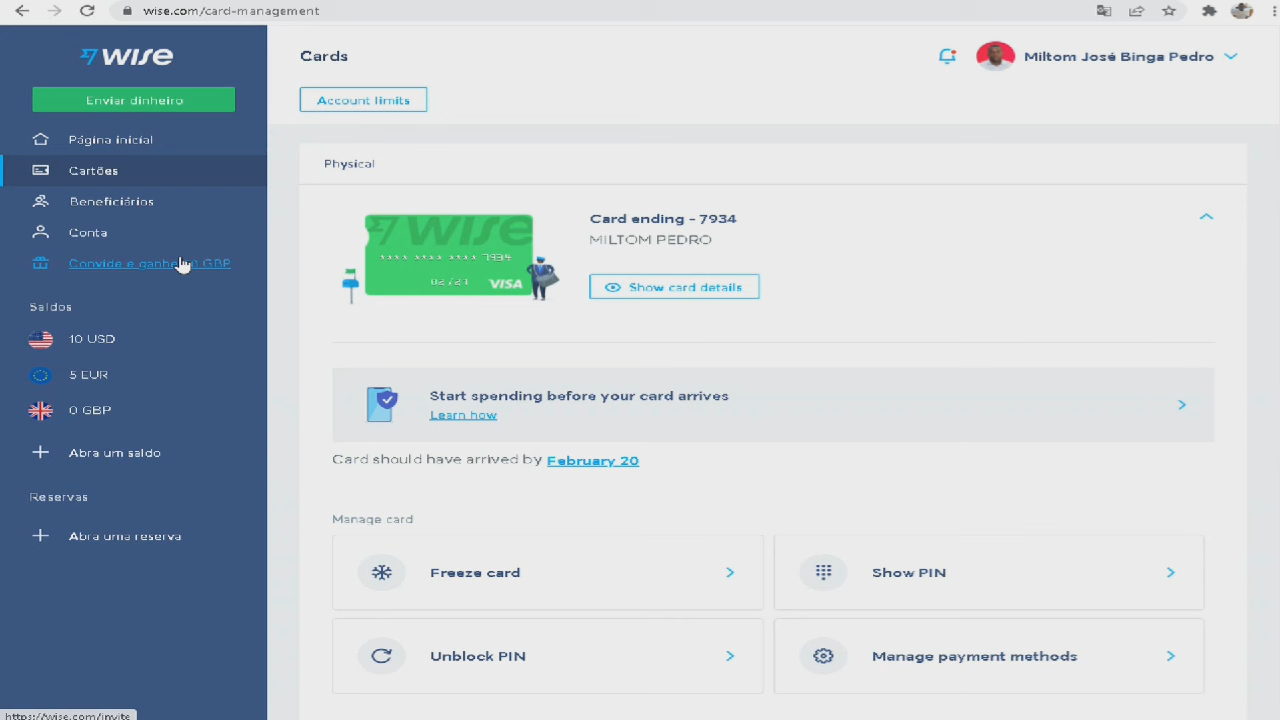 wise.com/card-management
WISE
Enviar dinheiro
Página inicial
Cartões
Beneficiários
Conta
Convide e ganhe 0 GBP
Saldos
10 USD
5 EUR
0 GBP
Abra um saldo
Reservas
Abra uma reserva
https://wise.com/invite
Cards
Miltom José Binga Pedro
Account limits
Physical
WISE
**** **** **** 7934
02/27
VISA
Card ending - 7934
MILTOM PEDRO
Show card details
Start spending before your card arrives
Learn how
Card should have arrived by February 20
Manage card
Freeze card
Show PIN
Unblock PIN
Manage payment methods